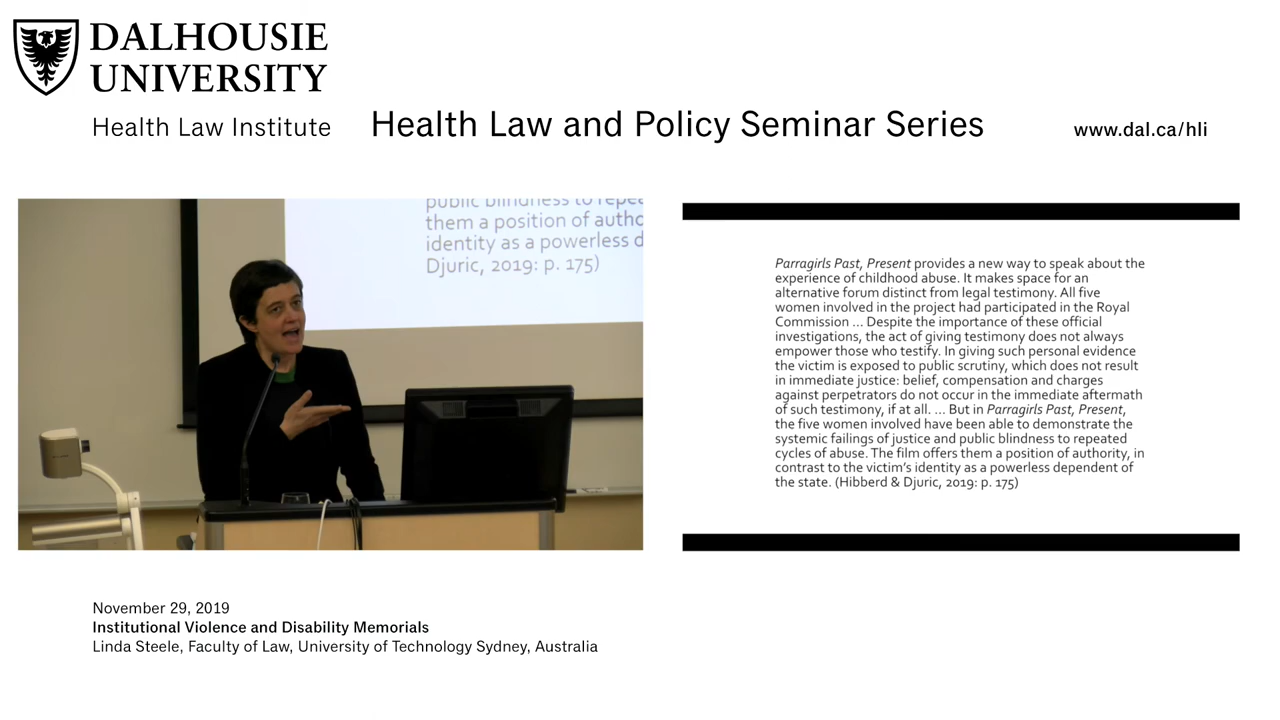 DALHOUSIE
UNIVERSITY
Health Law Institute
Health Law and Policy Seminar Series
www.dal.ca/hli
them a position of
identity as a powerless d
Djuric, 2019: p. 175)
Parragirls Past, Present provides a new way to speak about the
experience of childhood abuse. It makes space for an
alternative forum distinct from legal testimony. All five
women involved in the project had participated in the Royal
Commission ... Despite the importance of these official
investigations, the act of giving testimony does not always
empower those who testify. In giving such personal evidence
the victim is exposed to public scrutiny, which does not result
in immediate justice: belief, compensation and charges
against perpetrators do not occur in the immediate aftermath
of such testimony, if at all. ... But in Parragirls Past, Present,
the five women involved have been able to demonstrate the
systemic failings of justice and public blindness to repeated
cycles of abuse. The film offers them a position of authority, in
contrast to the victim's identity as a powerless dependent of
the state. (Hibberd & Djuric, 2019: p. 175)
November 29, 2019
Institutional Violence and Disability Memorials
Linda Steele, Faculty of Law, University of Technology Sydney, Australia